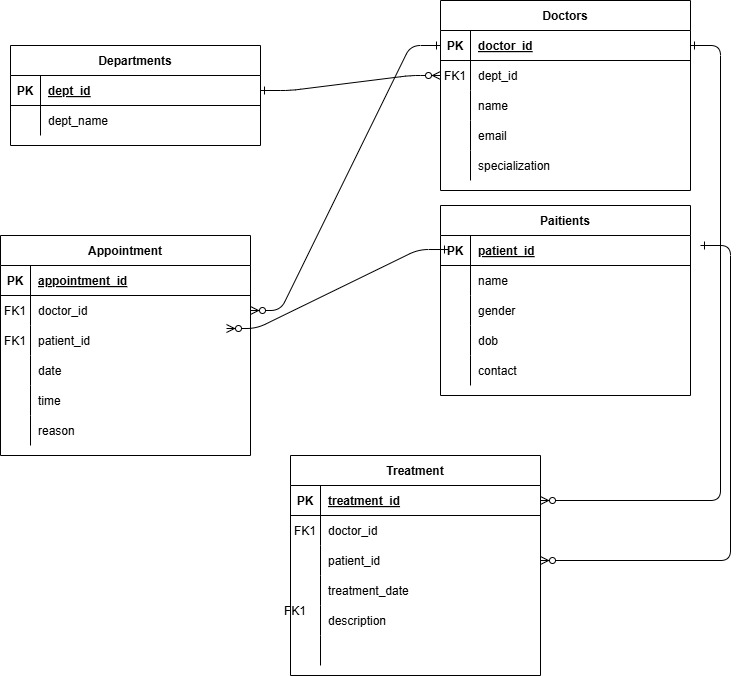 Departments
PK dept_id
dept_name
Doctors
PK doctor_id
FK1 dept_id
name
email
specialization
Appointment
PK appointment_id
FK1 doctor_id
FK1 patient_id
date
time
reason
Paitients
PK patient_id
name
gender
dob
contact
Treatment
PK treatment_id
FK1 doctor_id
patient_id
treatment_date
FK1
description